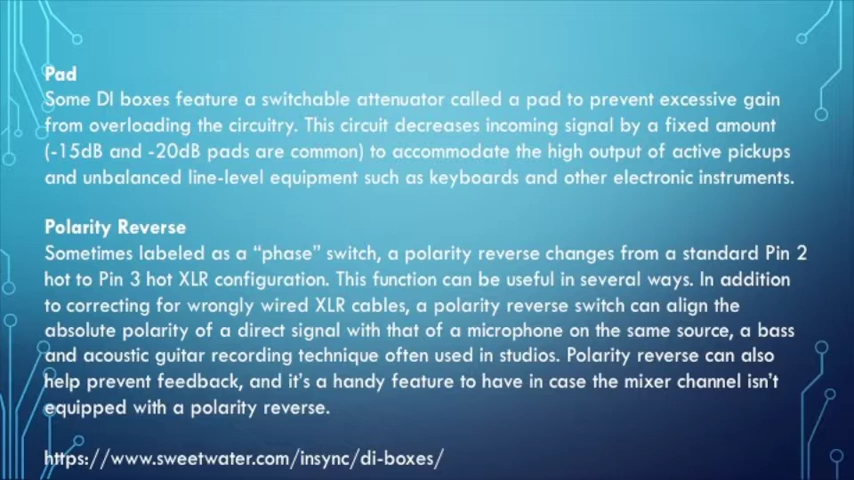 Pad
Some DI boxes feature a switchable attenuator called a pad to prevent excessive gain
from overloading the circuitry. This circuit decreases incoming signal by a fixed amount
(-15dB and -20dB pads are common) to accommodate the high output of active pickups
and unbalanced line-level equipment such as keyboards and other electronic instruments.
Polarity Reverse
Sometimes labeled as a “phase” switch, a polarity reverse changes from a standard Pin 2
hot to Pin 3 hot XLR configuration. This function can be useful in several ways. In addition
to correcting for wrongly wired XLR cables, a polarity reverse switch can align the
absolute polarity of a direct signal with that of a microphone on the same source, a bass
and acoustic guitar recording technique often used in studios. Polarity reverse can also
help prevent feedback, and it’s a handy feature to have in case the mixer channel isn’t
equipped with a polarity reverse.
https://www.sweetwater.com/insync/di-boxes/